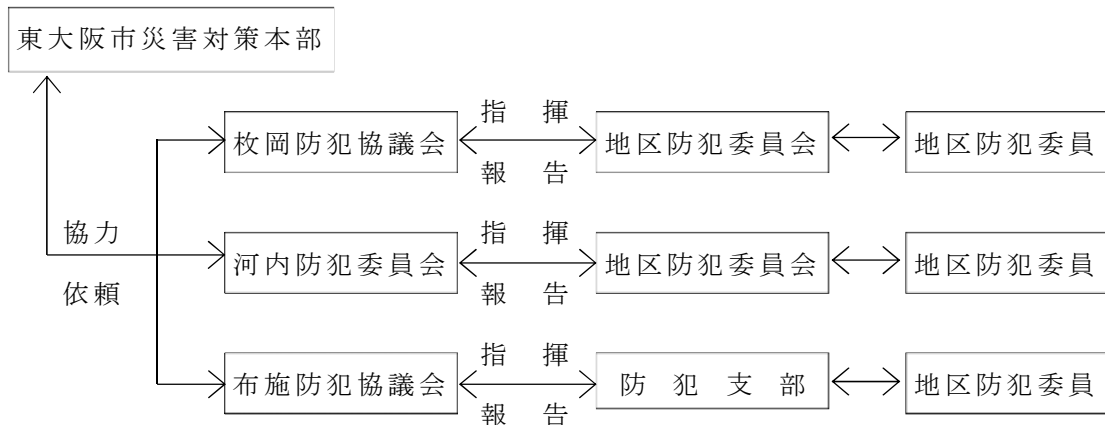 東大阪市災害対策本部
指揮
枚岡防犯協議会
地区防犯委員会
地区防犯委員
報告
協力
指揮
河内防犯委員会
地区防犯委員会
地区防犯委員
依頼
報告
指揮
布施防犯協議会
防犯支部
地区防犯委員
報告